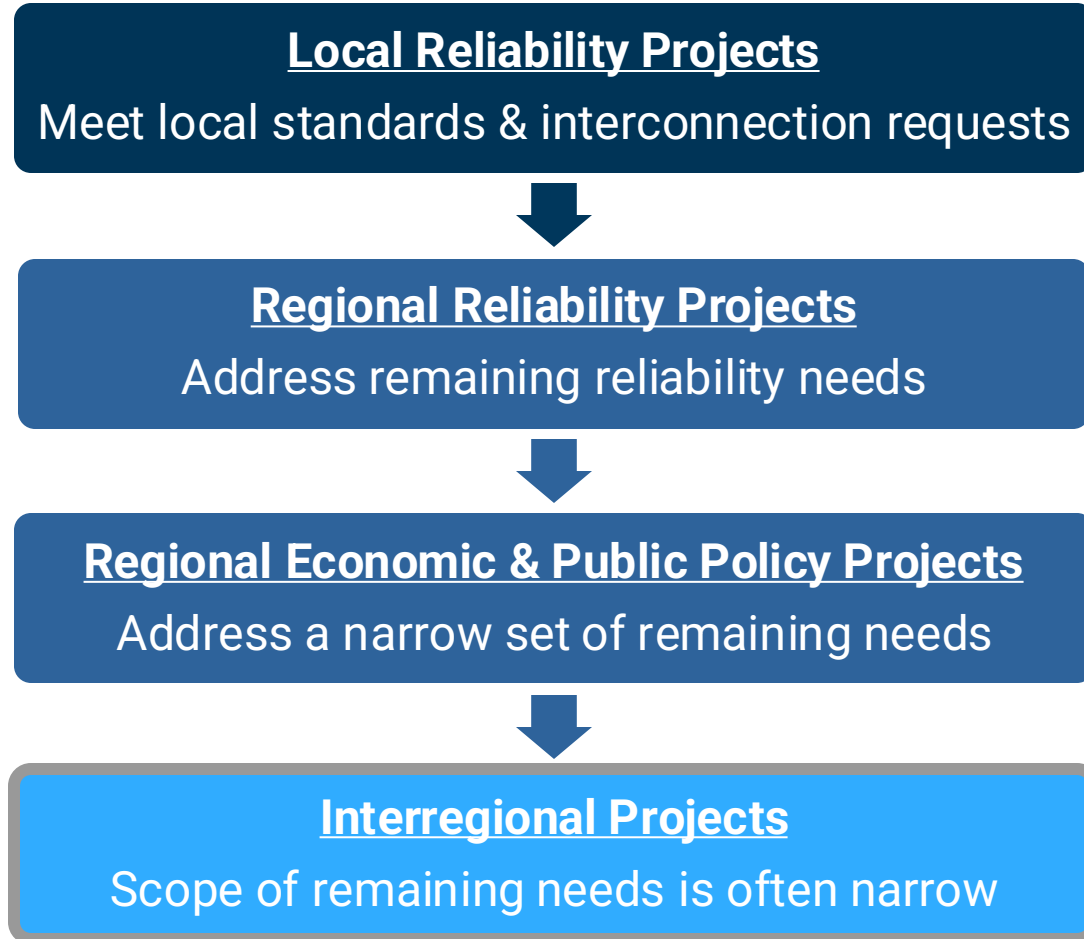 Local Reliability Projects
Meet local standards & interconnection requests
Regional Reliability Projects
Address remaining reliability needs
Regional Economic & Public Policy Projects
Address a narrow set of remaining needs
Interregional Projects
Scope of remaining needs is often narrow